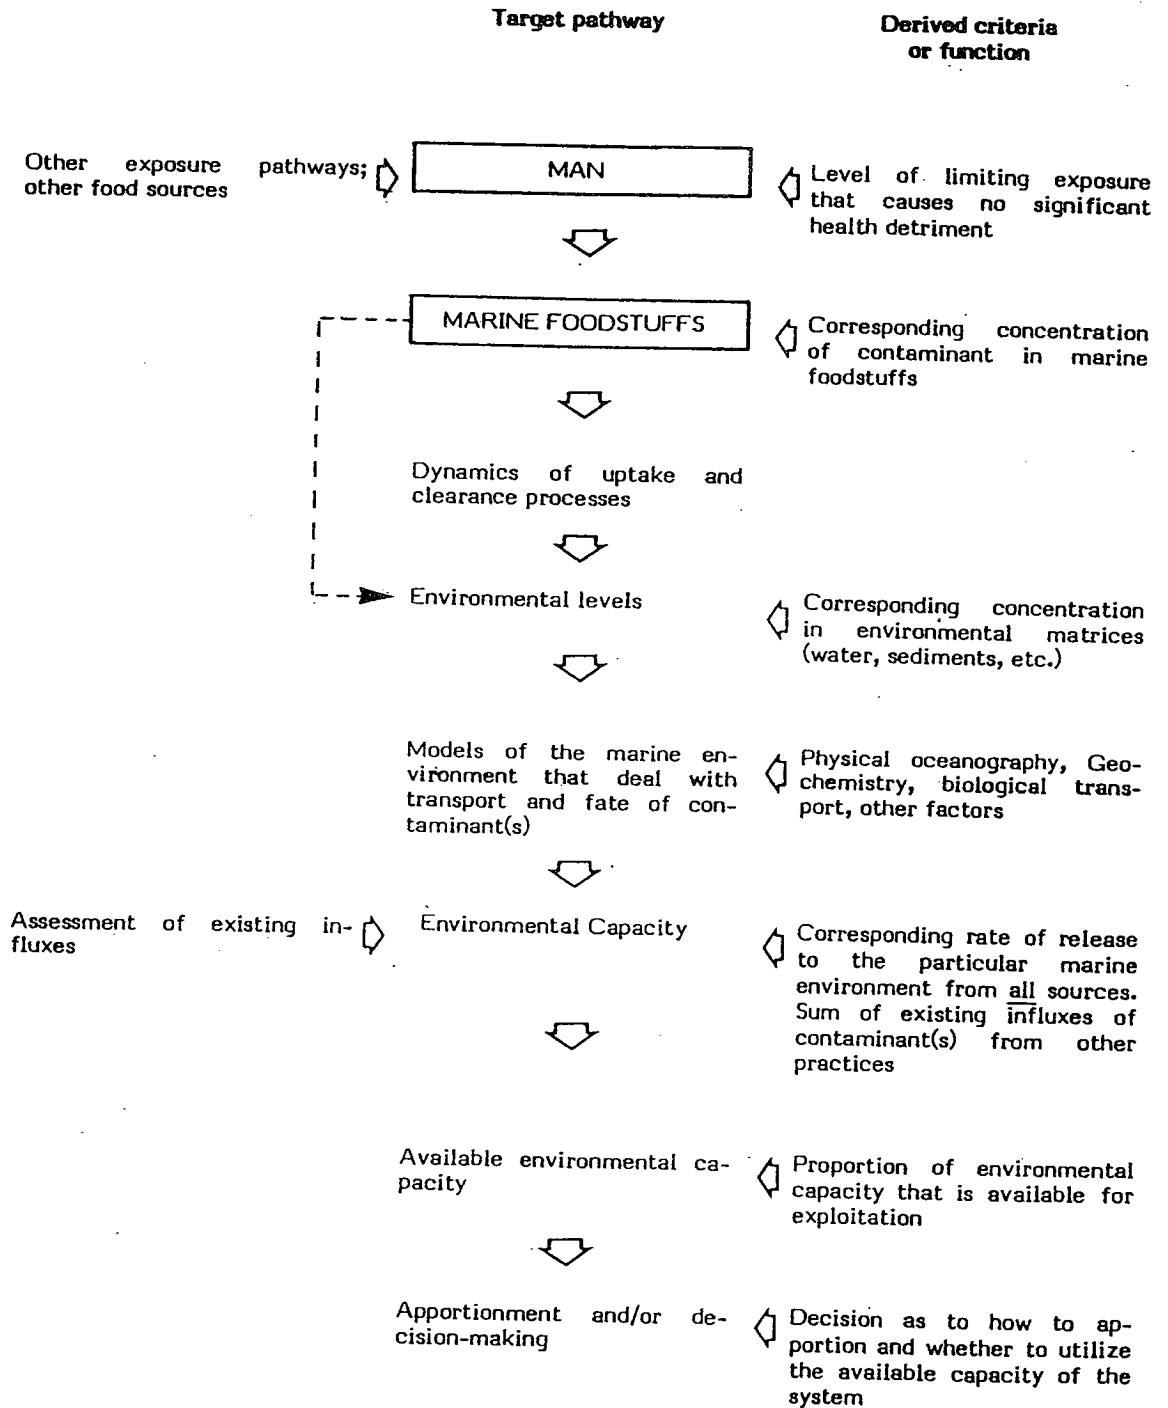 Target pathway
Derived criteria
or function
Other exposure pathways;
other food sources
MAN
Level of limiting exposure
that causes no significant
health detriment
MARINE FOODSTUFFS
Corresponding concentration
of contaminant in marine
foodstuffs
Dynamics of uptake and
clearance processes
Environmental levels
Corresponding concentration
in environmental matrices
(water, sediments, etc.)
Models of the marine en-
vironment that deal with
transport and fate of con-
taminant(s)
Physical oceanography, Geo-
chemistry, biological trans-
port, other factors
Assessment of existing in-
fluxes
Environmental Capacity
Corresponding rate of release
to the particular marine
environment from all sources.
Sum of existing influxes of
contaminant(s) from other
practices
Available environmental ca-
pacity
Proportion of environmental
capacity that is available for
exploitation
Apportionment and/or de-
cision-making
Decision as to how to ap-
portion and whether to utilize
the available capacity of the
system